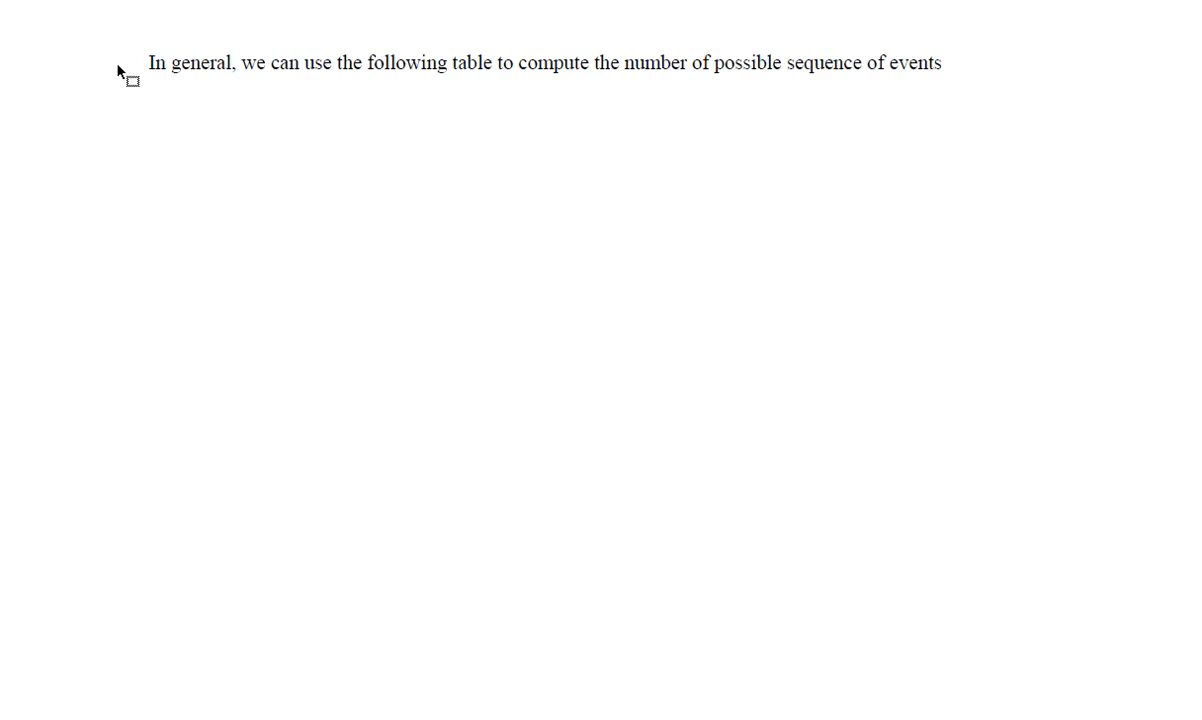 In general, we can use the following table to compute the number of possible sequence of events